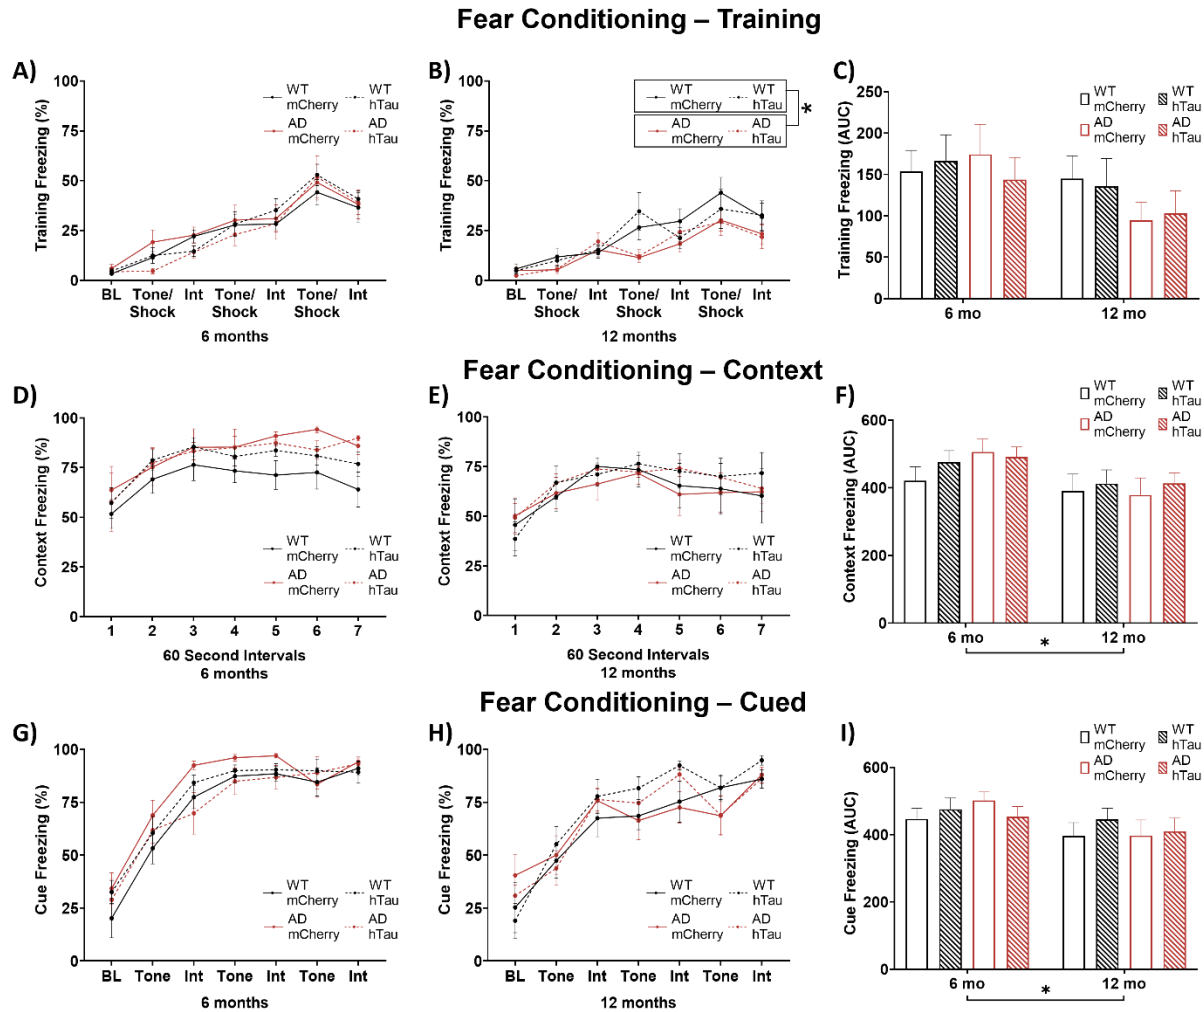 Fear Conditioning – Training
A)
100
75
50
25
0
Training Freezing (%)
WT mCherry
WT hTau
AD mCherry
AD hTau
BL Tone/Shock Int Tone/Shock Int Tone/Shock Int
6 months
B)
100
75
50
25
0
Training Freezing (%)
WT mCherry
WT hTau
AD mCherry
AD hTau
*
BL Tone/Shock Int Tone/Shock Int Tone/Shock Int
12 months
C)
250
200
150
100
50
0
Training Freezing (AUC)
WT mCherry
WT hTau
AD mCherry
AD hTau
6 mo 12 mo
Fear Conditioning – Context
D)
100
75
50
25
0
Context Freezing (%)
WT mCherry
WT hTau
AD mCherry
AD hTau
1 2 3 4 5 6 7
60 Second Intervals
6 months
E)
100
75
50
25
0
Context Freezing (%)
WT mCherry
WT hTau
AD mCherry
AD hTau
1 2 3 4 5 6 7
60 Second Intervals
12 months
F)
600
400
200
0
Context Freezing (AUC)
WT mCherry
WT hTau
AD mCherry
AD hTau
6 mo 12 mo
*
Fear Conditioning – Cued
G)
100
75
50
25
0
Cue Freezing (%)
WT mCherry
WT hTau
AD mCherry
AD hTau
BL Tone Int Tone Int Tone Int
6 months
H)
100
75
50
25
0
Cue Freezing (%)
WT mCherry
WT hTau
AD mCherry
AD hTau
BL Tone Int Tone Int Tone Int
12 months
I)
600
400
200
0
Cue Freezing (AUC)
WT mCherry
WT hTau
AD mCherry
AD hTau
6 mo 12 mo
*